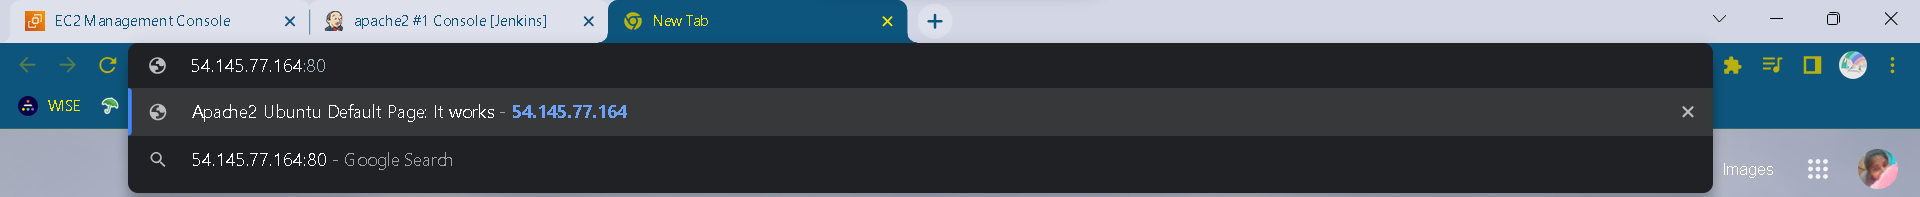 EC2 Management Console
apache2 #1 Console [Jenkins]
New Tab
54.145.77.164:80
WISE
Apache2 Ubuntu Default Page: It works - 54.145.77.164
54.145.77.164:80 - Google Search
Images